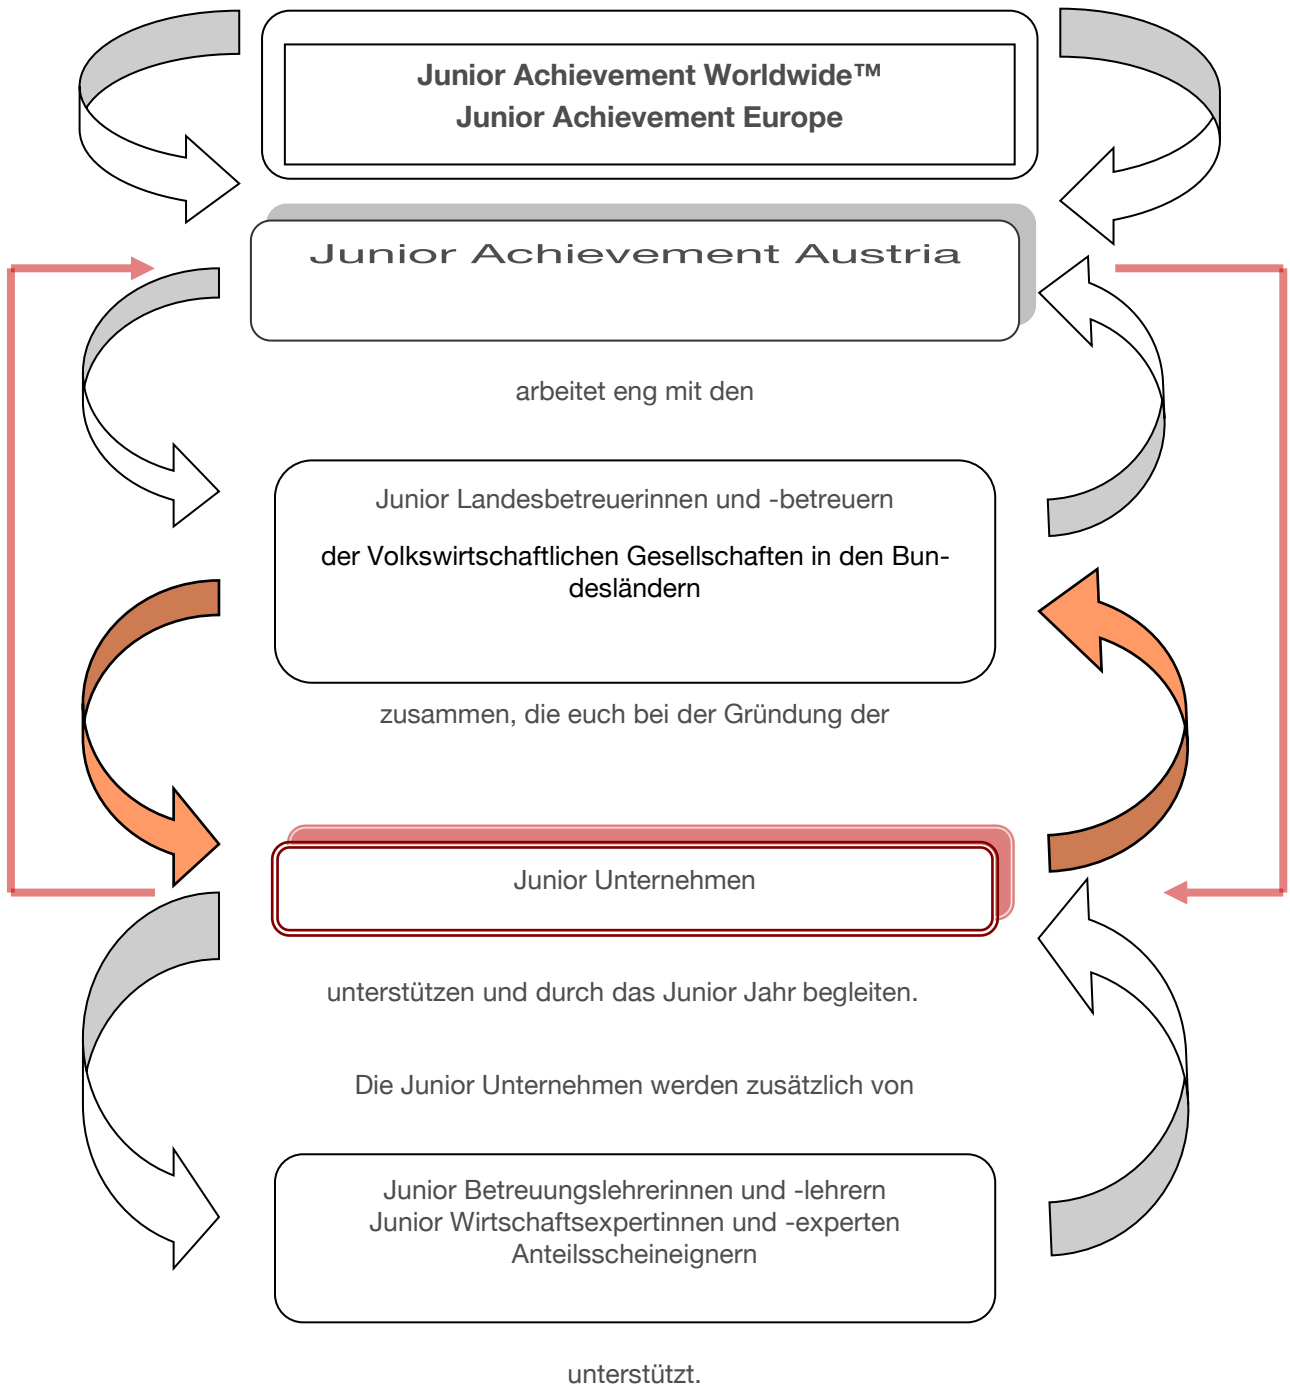 Junior Achievement Worldwide™
Junior Achievement Europe
Junior Achievement Austria
arbeitet eng mit den
Junior Landesbetreuerinnen und -betreuern
der Volkswirtschaftlichen Gesellschaften in den Bun-
desländern
zusammen, die euch bei der Gründung der
Junior Unternehmen
unterstützen und durch das Junior Jahr begleiten.
Die Junior Unternehmen werden zusätzlich von
Junior Betreuungslehrerinnen und -lehrern
Junior Wirtschaftsexpertinnen und -experten
Anteilsscheineignern
unterstützt.